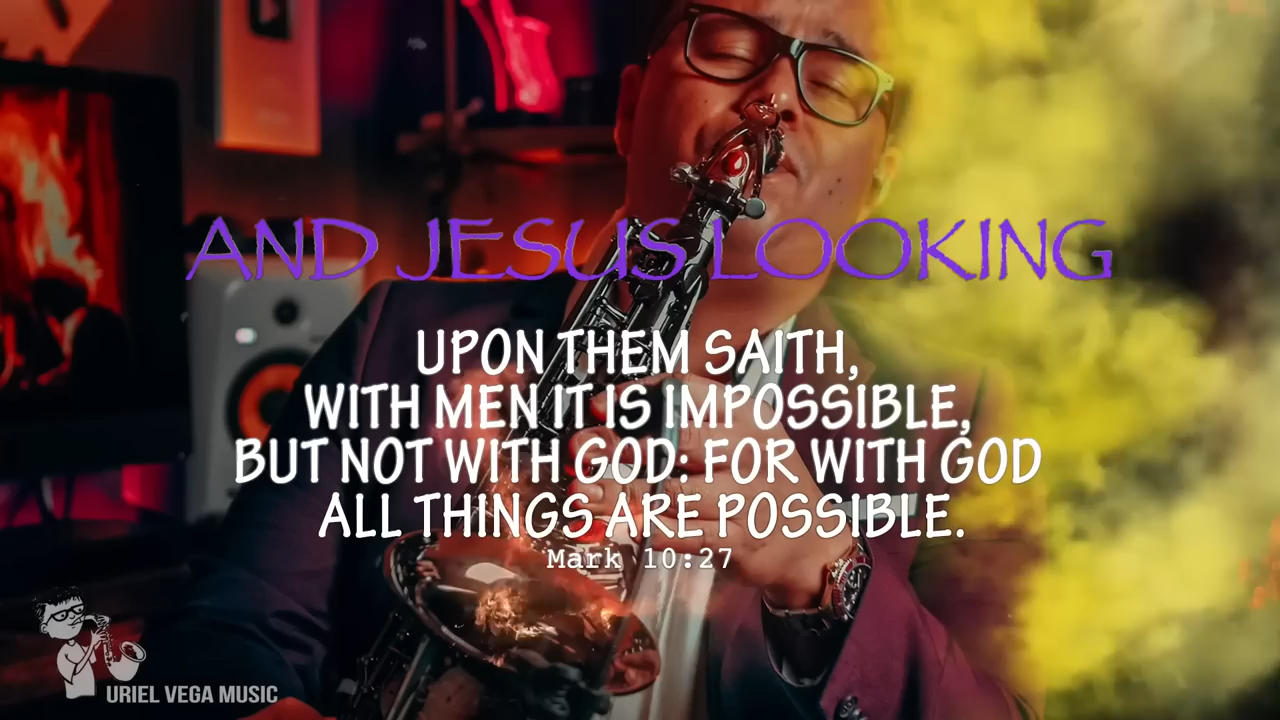 AND JESUS LOOKING
UPON THEM SAITH,
WITH MEN IT IS IMPOSSIBLE,
BUT NOT WITH GOD: FOR WITH GOD
ALL THINGS ARE POSSIBLE.
Mark 10:27
URIEL VEGA MUSIC